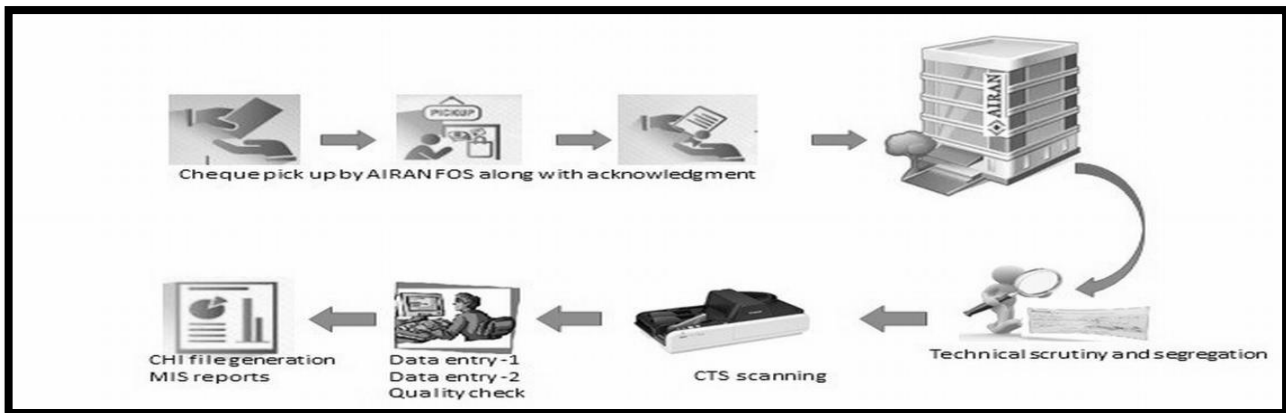 PICKUP
AIRAN
Cheque pick up by AIRAN FOS along with acknowledgment
Technical scrutiny and segregation
CTS scanning
Data entry -1
Data entry -2
Quality check
CHI file generation
MIS reports